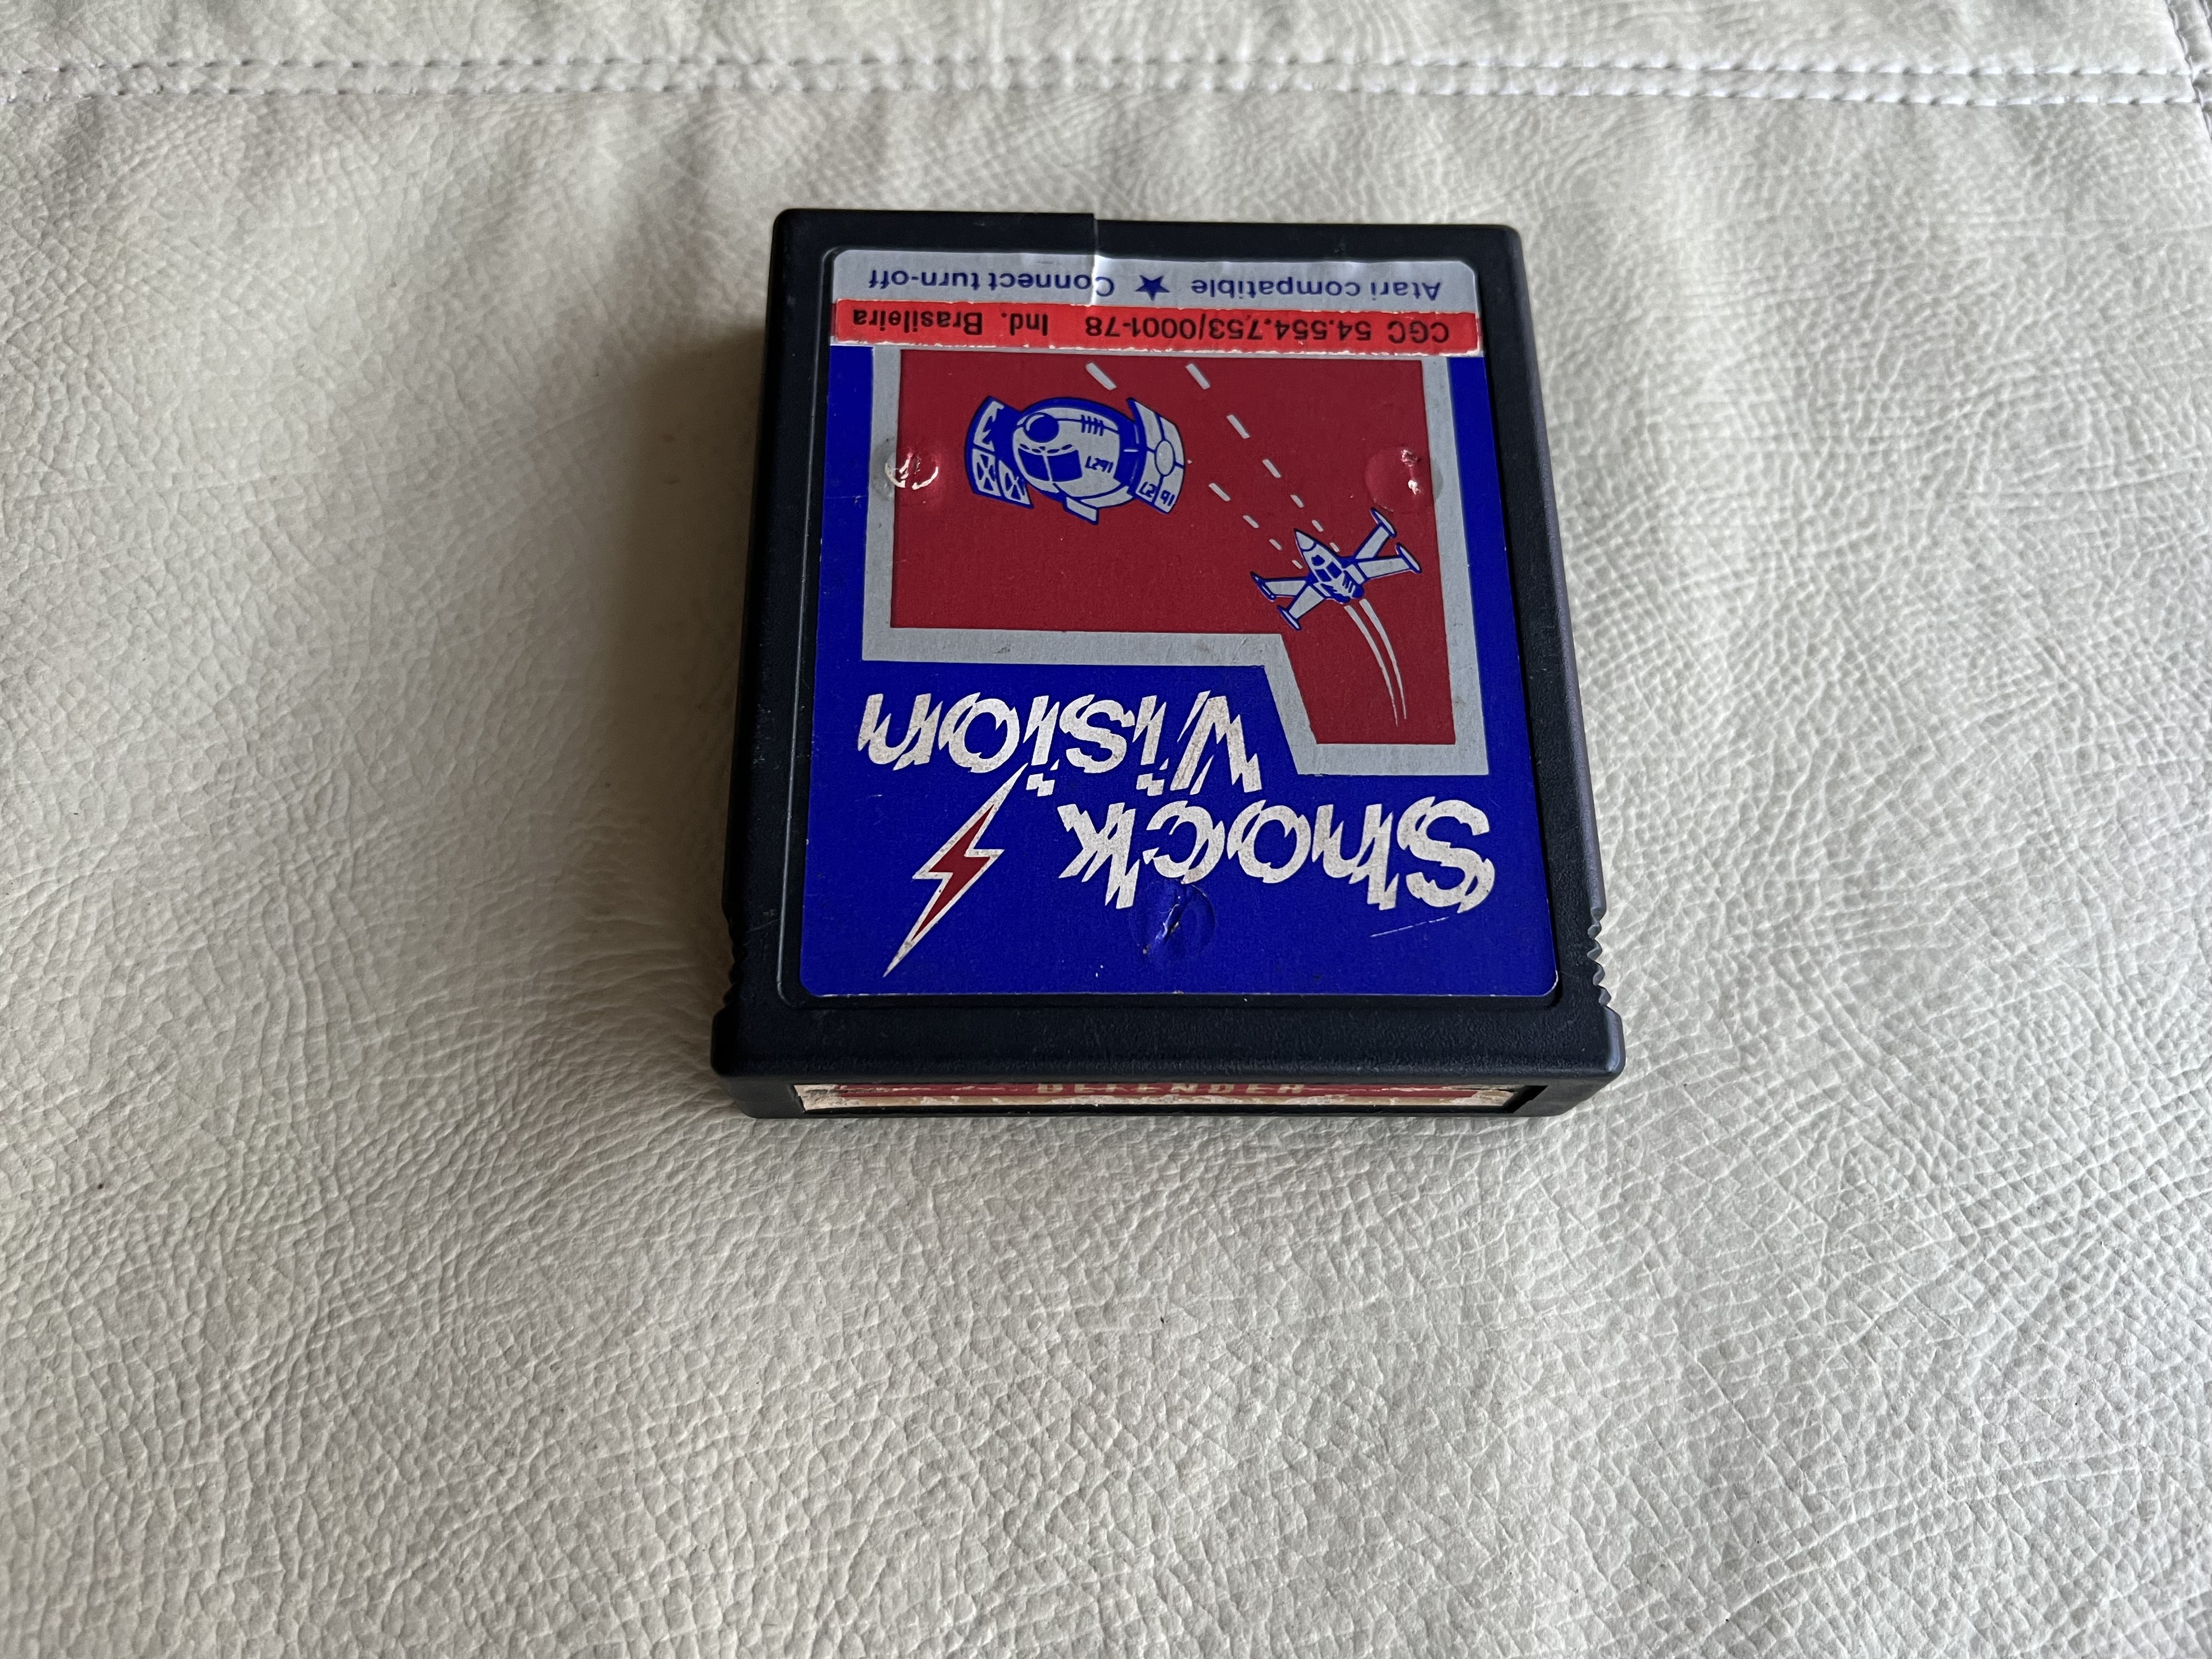 Shock
Vision
CGC 54.554.753/0001-78 Ind. Brasileira
Atari compatible ★ Connect turn-off
DEFENDER